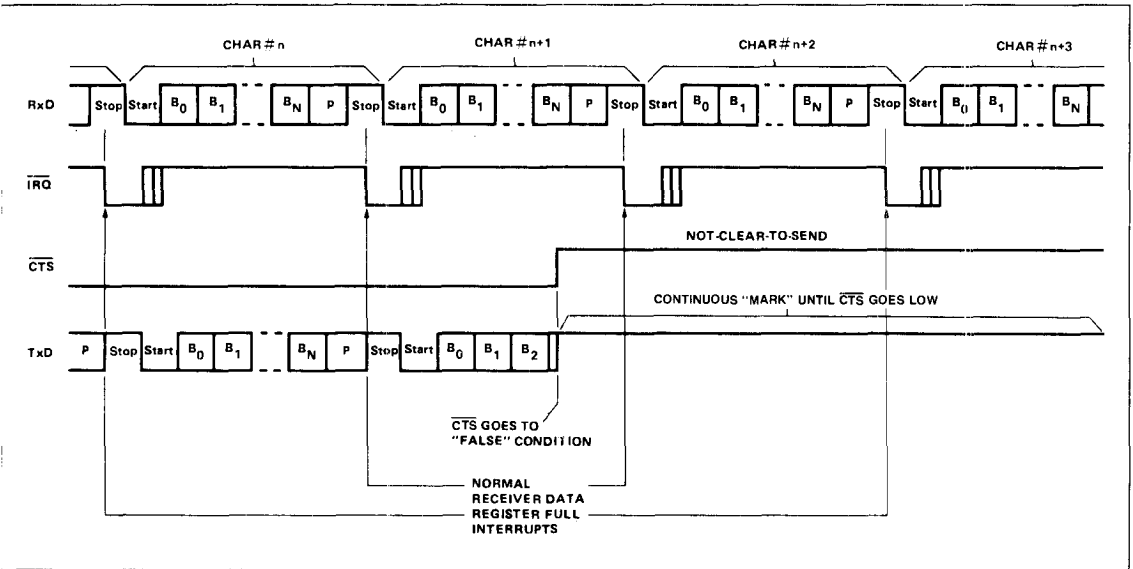 CHAR#n CHAR#n+1 CHAR#n+2 CHAR#n+3
RxD Stop Start B0 B1 BN P Stop Start B0 B1 BN P Stop Start B0 B1 BN P Stop Start B0 B1 BN
IRQ
NOT-CLEAR-TO-SEND
CTS
CONTINUOUS "MARK" UNTIL CTS GOES LOW
TxD P Stop Start B0 B1 BN P Stop Start B0 B1 B2
CTS GOES TO
"FALSE" CONDITION
NORMAL
RECEIVER DATA
REGISTER FULL
INTERRUPTS